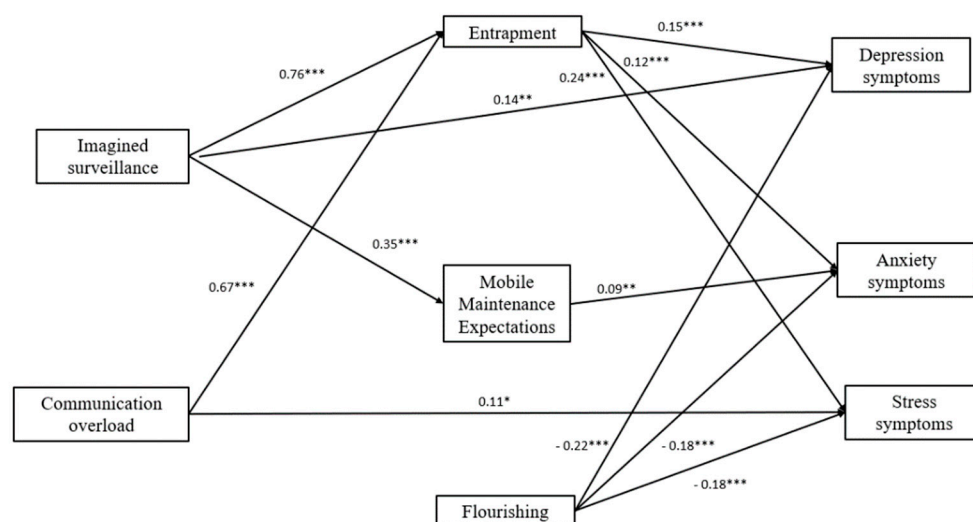 Entrapment
0.15***
Depression
symptoms
0.76***
0.12***
0.24***
0.14**
Imagined
surveillance
0.35***
Anxiety
symptoms
Mobile
Maintenance
Expectations
0.67***
0.09**
Communication
overload
0.11*
Stress
symptoms
- 0.22***
- 0.18***
- 0.18***
Flourishing